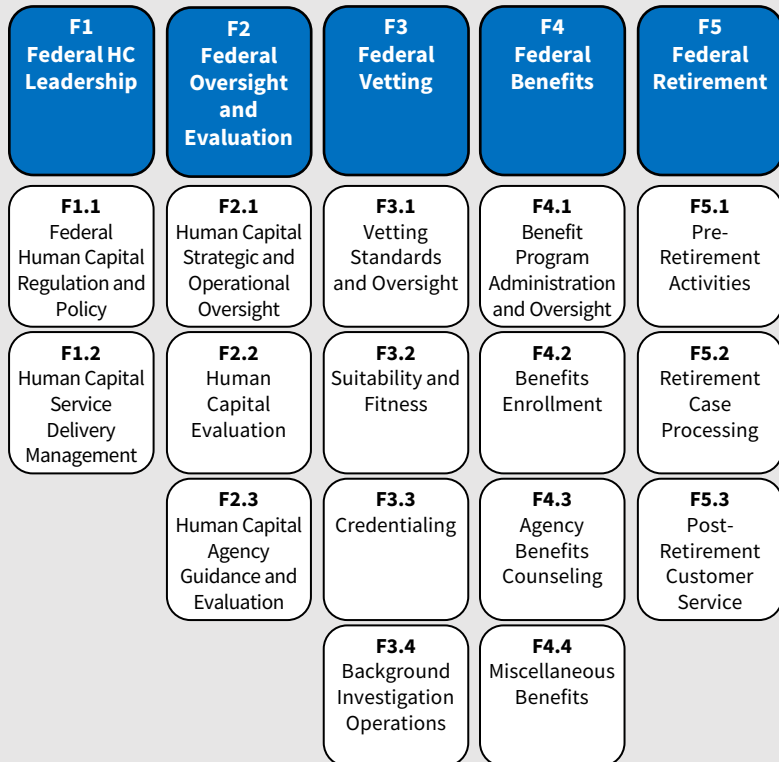 F1
Federal HC
Leadership
F2
Federal
Oversight
and
Evaluation
F3
Federal
Vetting
F4
Federal
Benefits
F5
Federal
Retirement
F1.1
Federal
Human Capital
Regulation and
Policy
F2.1
Human Capital
Strategic and
Operational
Oversight
F3.1
Vetting
Standards
and Oversight
F4.1
Benefit
Program
Administration
and Oversight
F5.1
Pre-
Retirement
Activities
F1.2
Human Capital
Service
Delivery
Management
F2.2
Human
Capital
Evaluation
F3.2
Suitability and
Fitness
F4.2
Benefits
Enrollment
F5.2
Retirement
Case
Processing
F2.3
Human Capital
Agency
Guidance and
Evaluation
F3.3
Credentialing
F4.3
Agency
Benefits
Counseling
F5.3
Post-
Retirement
Customer
Service
F3.4
Background
Investigation
Operations
F4.4
Miscellaneous
Benefits